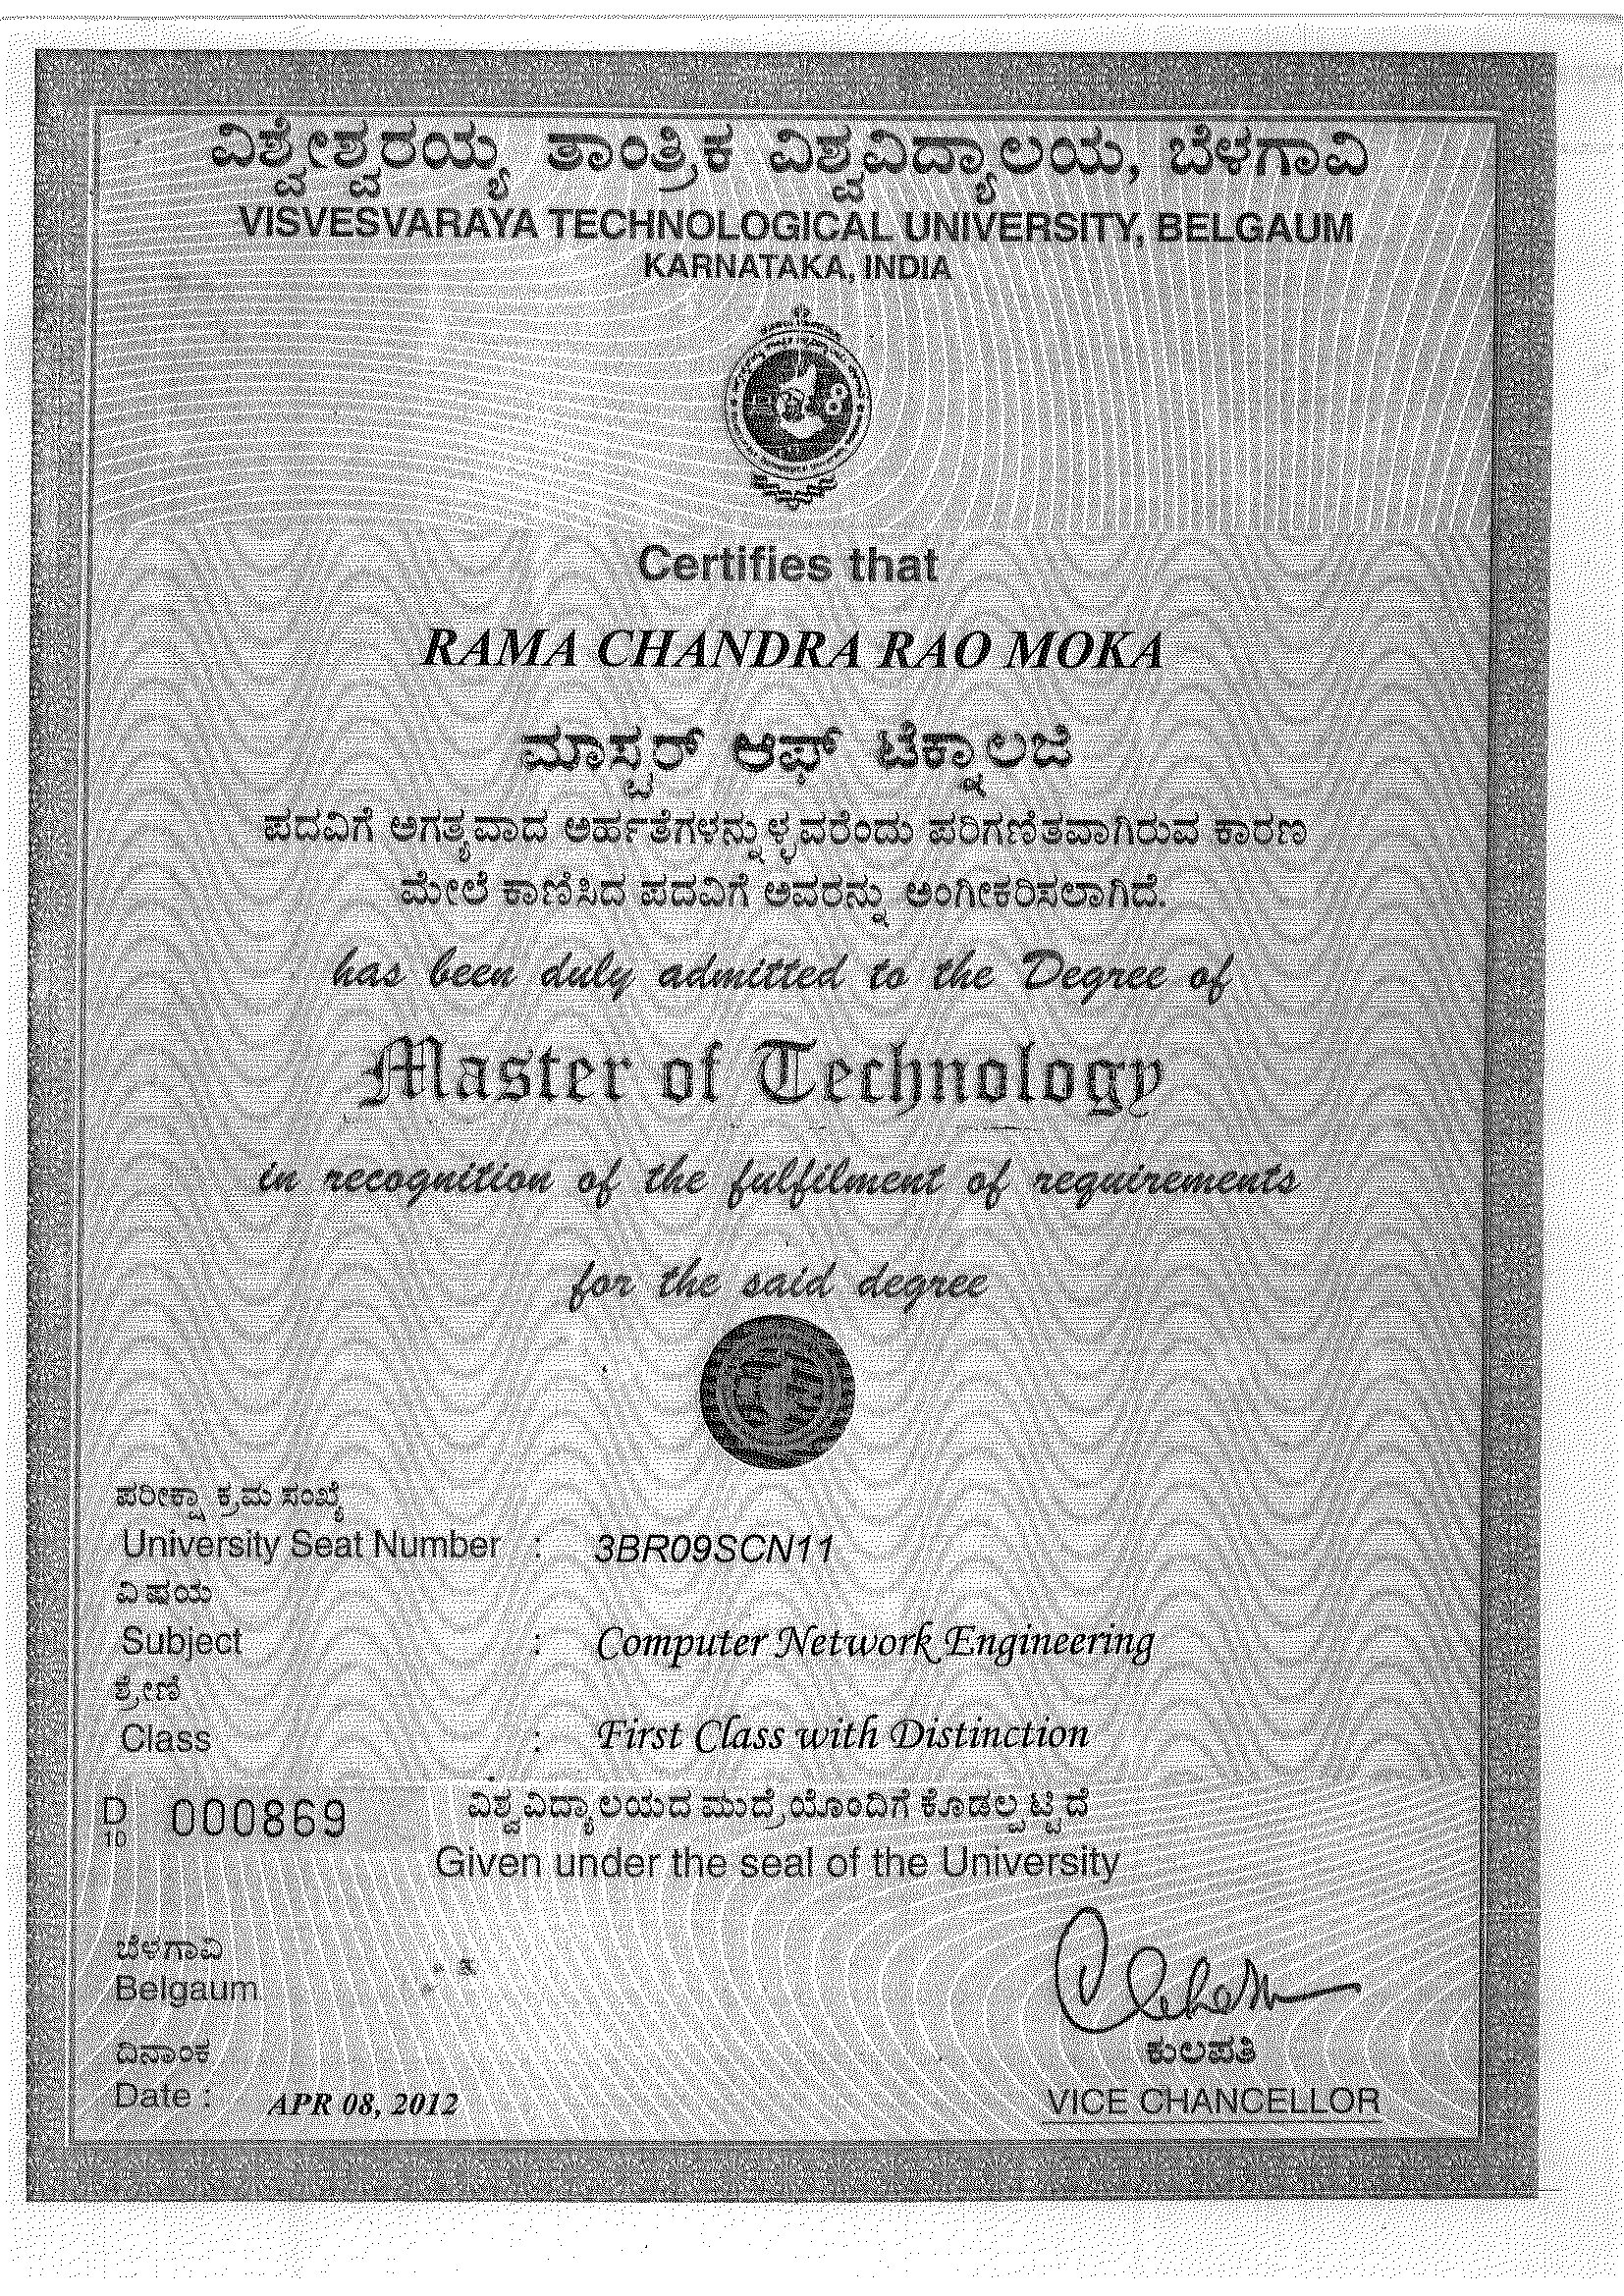 ವಿಶ್ವೇಶ್ವರಯ್ಯ ತಾಂತ್ರಿಕ ವಿಶ್ವವಿದ್ಯಾಲಯ, ಬೆಳಗಾವಿ
VISVESVARAYA TECHNOLOGICAL UNIVERSITY, BELGAUM
KARNATAKA, INDIA
Certifies that
RAMA CHANDRA RAO MOKA
ಮಾಸ್ಟರ್ ಆಫ್ ಟೆಕ್ನಾಲಜಿ
ಪದವಿಗೆ ಅಗತ್ಯವಾದ ಅರ್ಹತೆಗಳನ್ನುಳ್ಳವರೆಂದು ಪರಿಗಣಿತವಾಗಿರುವ ಕಾರಣ
ಮೇಲೆ ಕಾಣಿಸಿದ ಪದವಿಗೆ ಅವರನ್ನು ಅಂಗೀಕರಿಸಲಾಗಿದೆ.
has been duly admitted to the Degree of
Master of Technology
in recognition of the fulfilment of requirements
for the said degree
ಪರೀಕ್ಷಾ ಕ್ರಮ ಸಂಖ್ಯೆ
University Seat Number : 3BR09SCN11
ವಿಷಯ
Subject : Computer Network Engineering
ಶ್ರೇಣಿ
Class : First Class with Distinction
D 10 000869
ವಿಶ್ವವಿದ್ಯಾಲಯದ ಮುದ್ರೆಯೊಂದಿಗೆ ಕೊಡಲ್ಪಟ್ಟಿದೆ
Given under the seal of the University
ಬೆಳಗಾವಿ
Belgaum
ದಿನಾಂಕ
Date : APR 08, 2012
ಕುಲಪತಿ
VICE CHANCELLOR